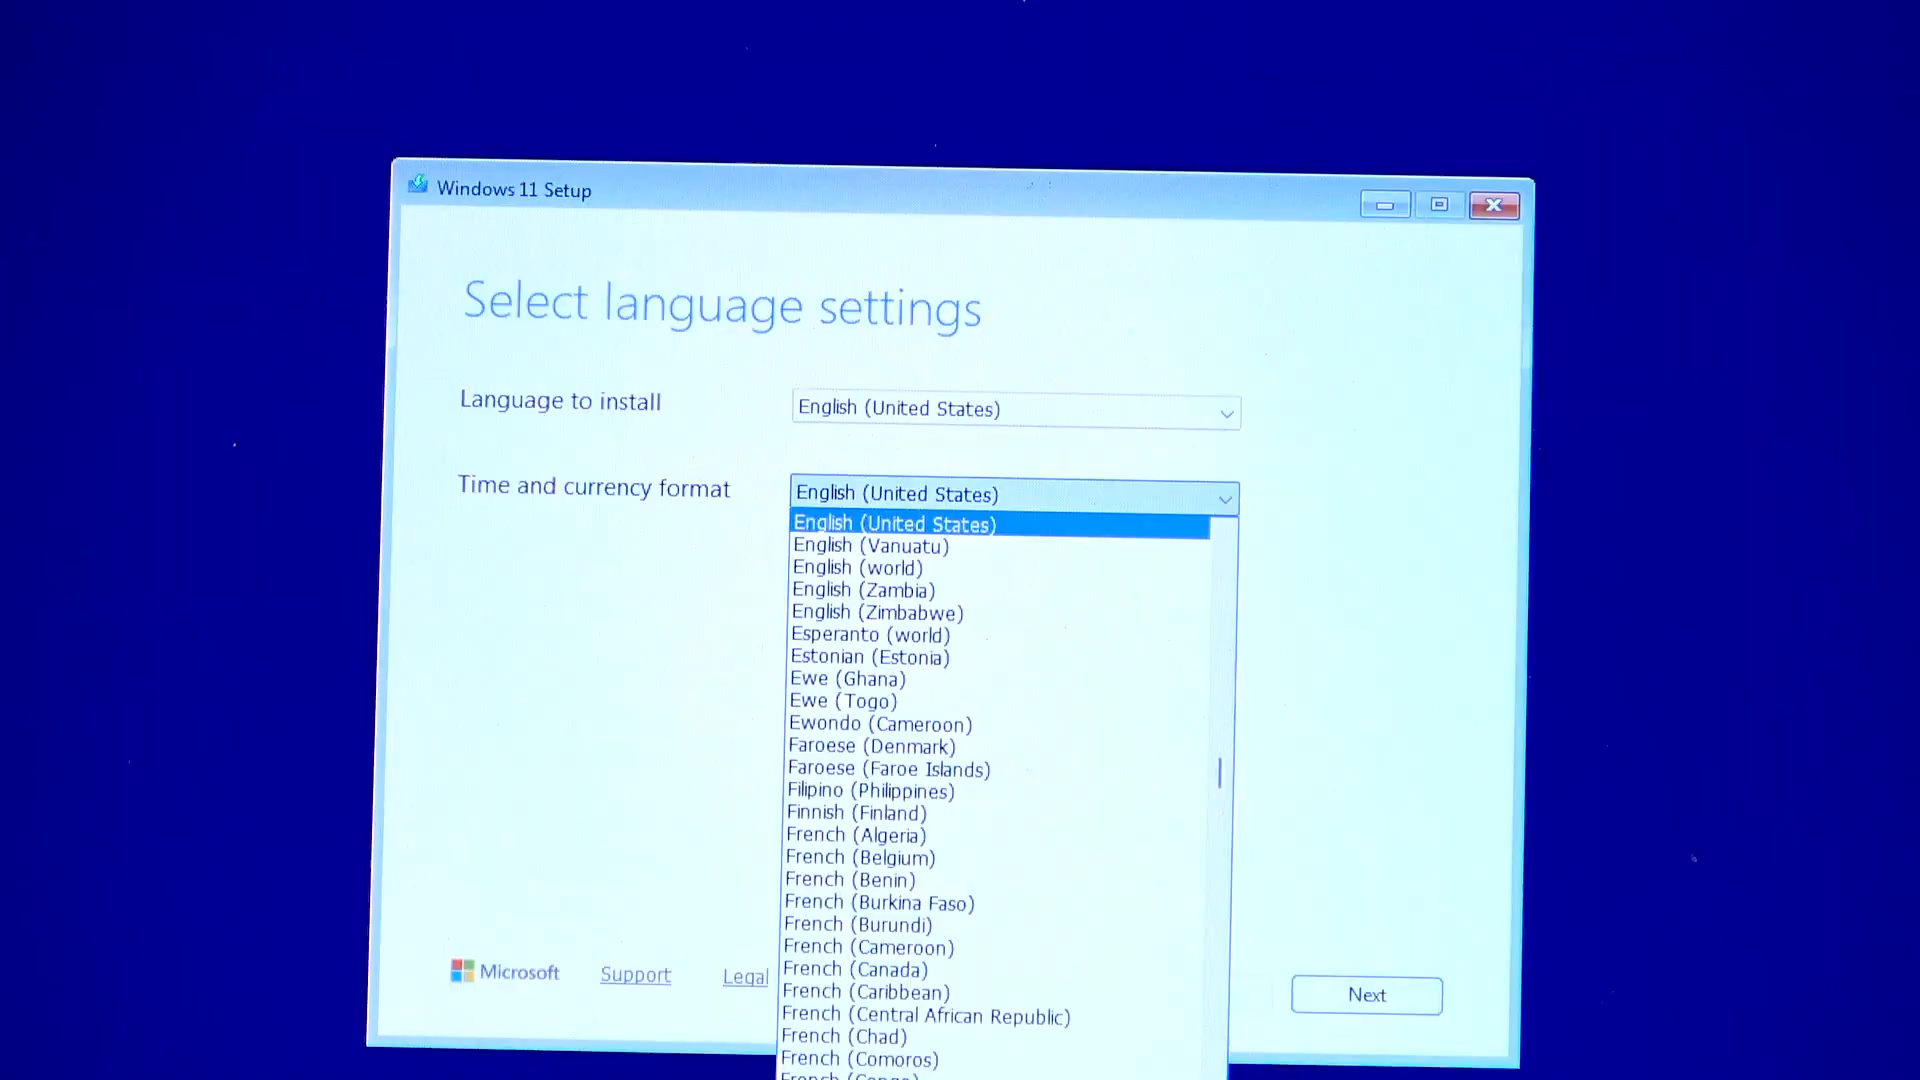 Windows 11 Setup
Select language settings
Language to install
English (United States)
Time and currency format
English (United States)
English (United States)
English (Vanuatu)
English (world)
English (Zambia)
English (Zimbabwe)
Esperanto (world)
Estonian (Estonia)
Ewe (Ghana)
Ewe (Togo)
Ewondo (Cameroon)
Faroese (Denmark)
Faroese (Faroe Islands)
Filipino (Philippines)
Finnish (Finland)
French (Algeria)
French (Belgium)
French (Benin)
French (Burkina Faso)
French (Burundi)
French (Cameroon)
French (Canada)
French (Caribbean)
French (Central African Republic)
French (Chad)
French (Comoros)
French (Congo)
Microsoft
Support
Legal
Next